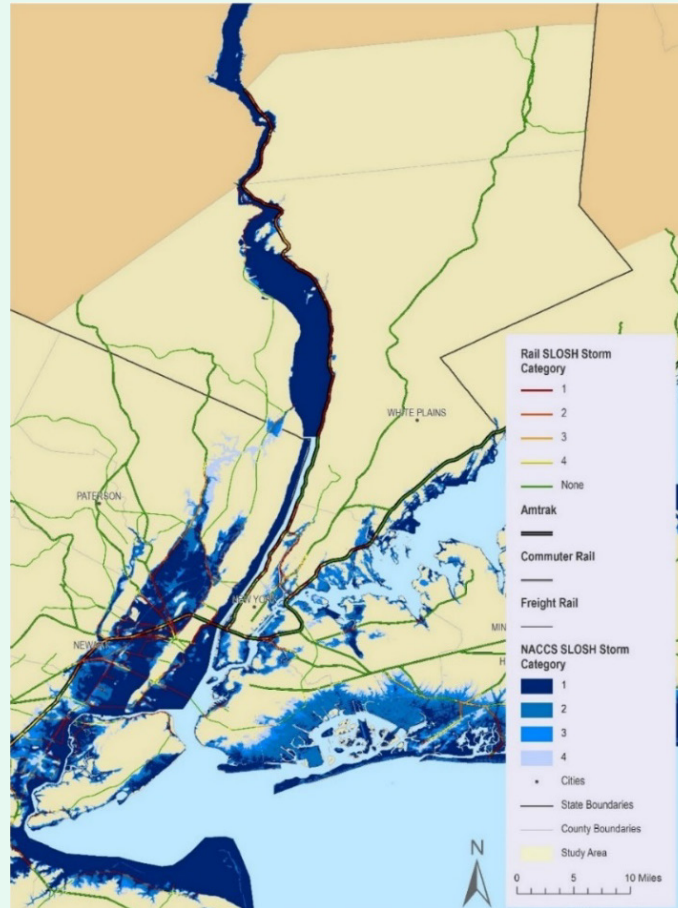 WHITE PLAINS
PATERSON
NEW YORK
Rail SLOSH Storm
Category
1
2
3
4
None
Amtrak
Commuter Rail
Freight Rail
NACCS SLOSH Storm
Category
1
2
3
4
Cities
State Boundaries
County Boundaries
Study Area
N
0 5 10 Miles